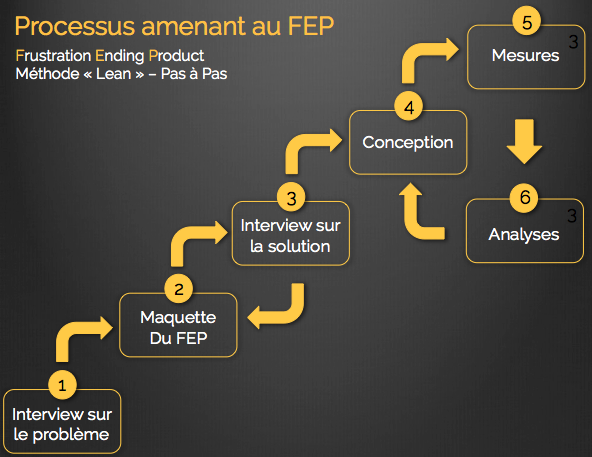 Processus amenant au FEP
Frustration Ending Product
Méthode « Lean » – Pas à Pas
1
Interview sur
le problème
2
Maquette
Du FEP
3
Interview sur
la solution
4
Conception
5
3
Mesures
6
3
Analyses